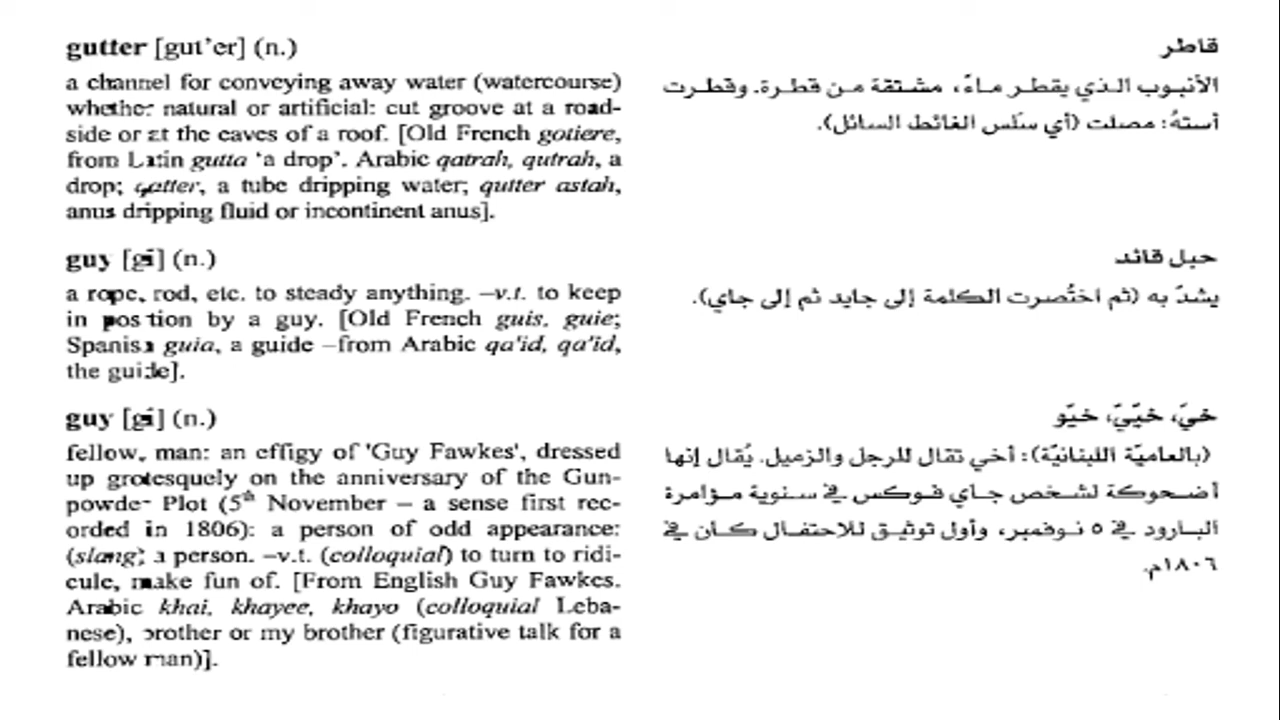 gutter [gut'er] (n.)
a channel for conveying away water (watercourse)
whether natural or artificial: cut groove at a road-
side or at the eaves of a roof. [Old French gotiere,
from Latin gutta 'a drop'. Arabic qatrah, qutrah, a
drop; qatter, a tube dripping water; qutter astah,
anus dripping fluid or incontinent anus].
قاطر
الأنبوب الذي يقطر ماءً، مشتقة من قطرة. وقطرت
أستهُ: مصلت (أي سَلس الغائط السائل).
guy [gi] (n.)
a rope, rod, etc. to steady anything. –v.t. to keep
in position by a guy. [Old French guis, guie;
Spanish guia, a guide –from Arabic qa'id, qa'id,
the guide].
حبل قائد
يشدّ به (ثم اختُصرت الكلمة إلى جايد ثم إلى جاي).
guy [gi] (n.)
fellow, man: an effigy of 'Guy Fawkes', dressed
up grotesquely on the anniversary of the Gun-
powder Plot (5th November – a sense first rec-
orded in 1806): a person of odd appearance:
(slang) a person. –v.t. (colloquial) to turn to ridi-
cule, make fun of. [From English Guy Fawkes.
Arabic khai, khayee, khayo (colloquial Leba-
nese), brother or my brother (figurative talk for a
fellow man)].
خيَ، خيّيَ، خيّو
(بالعاميّة اللبنانيّة): أخي تقال للرجل والزميل. يُقال إنها
أضحوكة لشخص جاي فوكس في سنوية مؤامرة
البارود في ٥ نوفمبر، وأول توثيق للاحتفال كان في
١٨٠٦م.